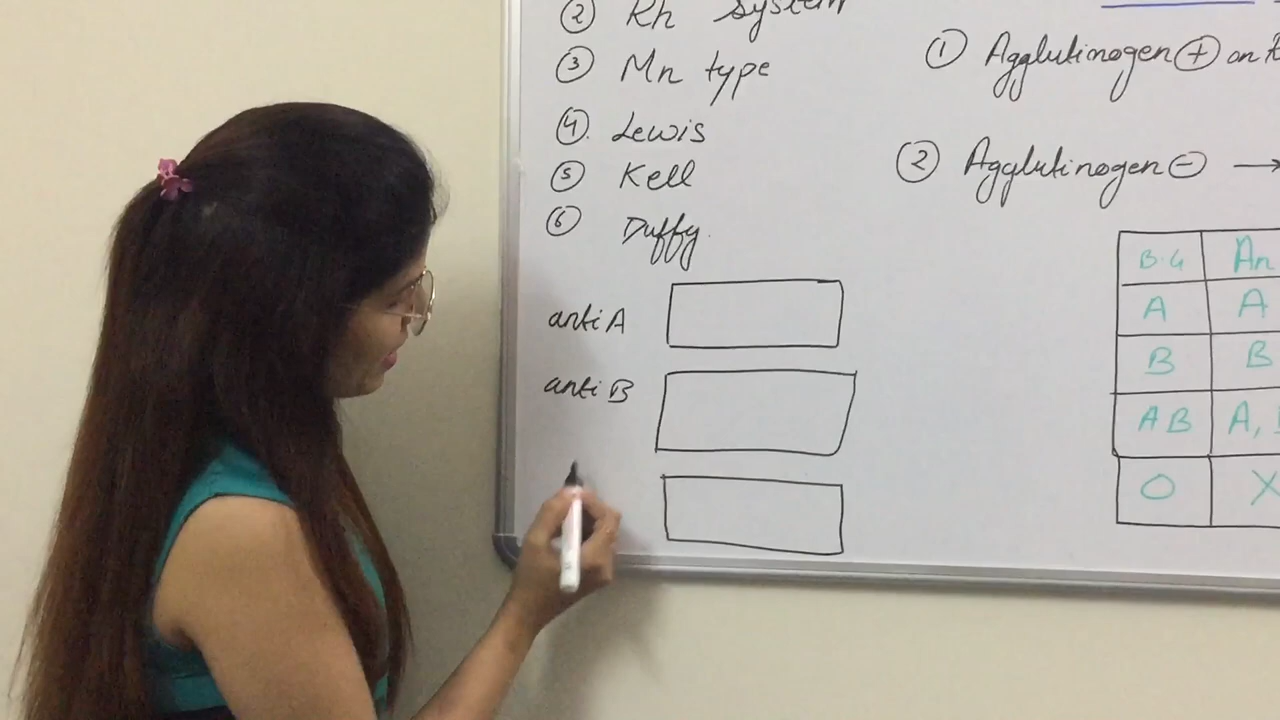 ② Rh system
③ Mn type
④. Lewis
⑤ Kell
⑥ Duffy.
anti A
anti B
① Agglutinogen ⊕ on
② Agglutinogen ⊖ →
B.G An
A A
B B
AB A,
O X